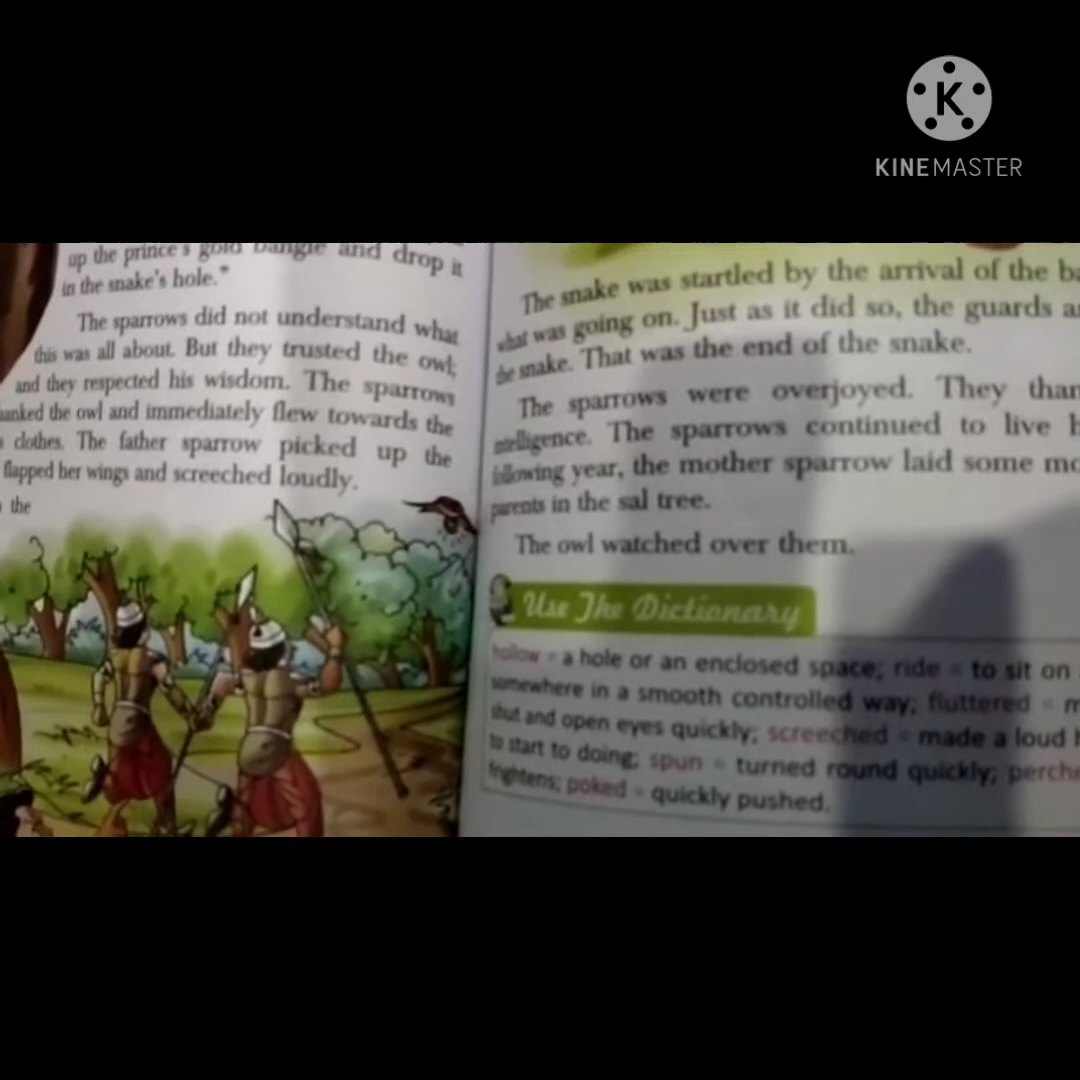 KINEMASTER
up the prince's gold bangle and drop it
in the snake's hole."
The sparrows did not understand what
this was all about. But they trusted the owl;
and they respected his wisdom. The sparrows
the owl and immediately flew towards the
clothes. The father sparrow picked up the
flapped her wings and screeched loudly.
the
The snake was startled by the arrival of the
what was going on. Just as it did so, the guards
the snake. That was the end of the snake.
The sparrows were overjoyed. They
intelligence. The sparrows continued to live
following year, the mother sparrow laid some
parents in the sal tree.
The owl watched over them.
Use The Dictionary
hollow = a hole or an enclosed space; ride = to sit on
somewhere in a smooth controlled way; fluttered =
shut and open eyes quickly; screeched = made a loud
to start to doing; spun = turned round quickly;
frightens; poked = quickly pushed.